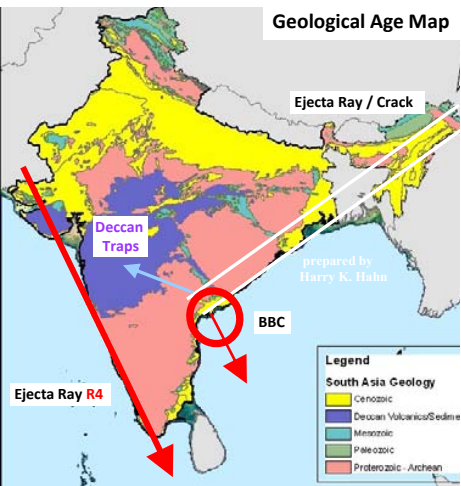 Geological Age Map
Ejecta Ray / Crack
Deccan
Traps
prepared by
Harry K. Hahn
BBC
Ejecta Ray R4
Legend
South Asia Geology
Cenozoic
Deccan Volcanics/Sedime
Mesozoic
Paleozoic
Proterozoic - Archean